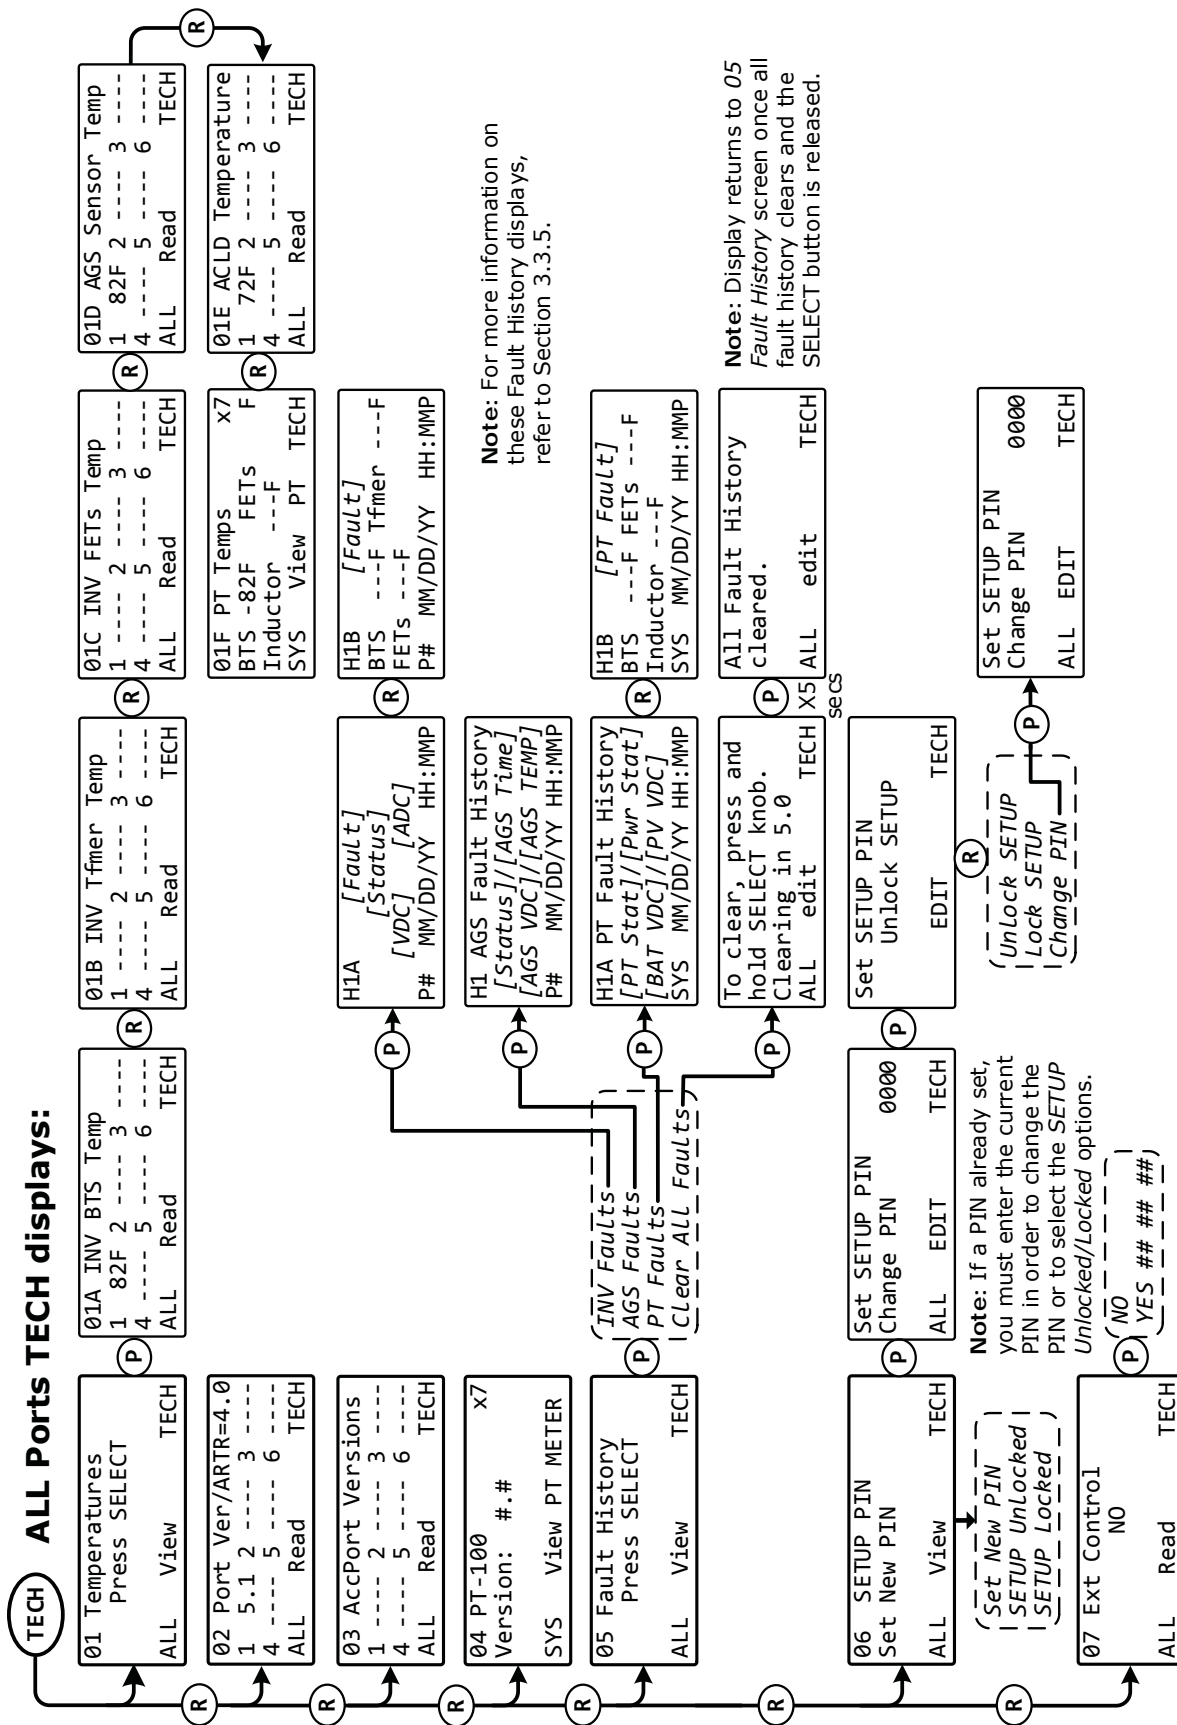 TECH
ALL Ports TECH displays:
01 Temperatures
Press SELECT
ALL View TECH
P
01A INV BTS Temp
1 82F 2 ---- 3 ----
4 ---- 5 ---- 6 ----
ALL Read TECH
R
01B INV Tfmer Temp
1 ---- 2 ---- 3 ----
4 ---- 5 ---- 6 ----
ALL Read TECH
R
01C INV FETs Temp
1 ---- 2 ---- 3 ----
4 ---- 5 ---- 6 ----
ALL Read TECH
R
01D AGS Sensor Temp
1 82F 2 ---- 3 ----
4 ---- 5 ---- 6 ----
ALL Read TECH
R
01E ACLD Temperature
1 72F 2 ---- 3 ----
4 ---- 5 ---- 6 ----
ALL Read TECH
R
01F PT Temps x7
BTS -82F FETs F
Inductor ---F
SYS View PT TECH
R
02 Port Ver/ARTR=4.0
1 5.1 2 ---- 3 ----
4 ---- 5 ---- 6 ----
ALL Read TECH
R
03 AccPort Versions
1 ---- 2 ---- 3 ----
4 ---- 5 ---- 6 ----
ALL Read TECH
R
04 PT-100 x7
Version: #.#
SYS View PT METER
R
05 Fault History
Press SELECT
ALL View TECH
P
INV Faults
AGS Faults
PT Faults
Clear All Faults
P
H1A [Fault]
[Status]
[VDC] [ADC]
P# MM/DD/YY HH:MMP
R
H1B [Fault]
BTS ---F Tfmer ---F
FETs ---F
P# MM/DD/YY HH:MMP
P
H1 AGS Fault History
[Status]/[AGS Time]
[AGS VDC]/[AGS TEMP]
P# MM/DD/YY HH:MMP
Note: For more information on
these Fault History displays,
refer to Section 3.3.5.
P
H1A PT Fault History
[PT Stat]/[Pwr Stat]
[BAT VDC]/[PV VDC]
SYS MM/DD/YY HH:MMP
R
H1B [PT Fault]
BTS ---F FETs ---F
Inductor ---F
SYS MM/DD/YY HH:MMP
P
To clear, press and
hold SELECT knob.
Clearing in 5.0
ALL edit TECH
P
X5
secs
All Fault History
cleared.
ALL edit TECH
Note: Display returns to 05
Fault History screen once all
fault history clears and the
SELECT button is released.
R
06 SETUP PIN
Set New PIN
ALL View TECH
Set New PIN
SETUP Unlocked
SETUP Locked
P
Set SETUP PIN
Change PIN 0000
ALL EDIT TECH
P
Set SETUP PIN
Unlock SETUP
EDIT TECH
R
Unlock SETUP
Lock SETUP
Change PIN
P
Set SETUP PIN
Change PIN 0000
ALL EDIT TECH
Note: If a PIN already set,
you must enter the current
PIN in order to change the
PIN or to select the SETUP
Unlocked/Locked options.
R
07 Ext Control
NO
ALL Read TECH
P
NO
YES ## ## ##